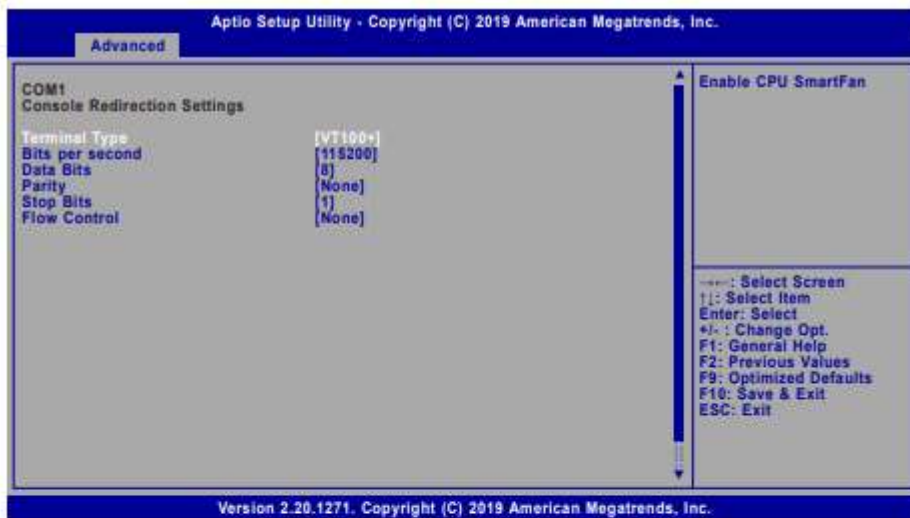 Aptio Setup Utility - Copyright (C) 2019 American Megatrends, Inc.
Advanced
COM1
Console Redirection Settings
Terminal Type [VT100+]
Bits per second [115200]
Data Bits [8]
Parity [None]
Stop Bits [1]
Flow Control [None]
Enable CPU SmartFan
→←: Select Screen
↑↓: Select Item
Enter: Select
+/- : Change Opt.
F1: General Help
F2: Previous Values
F9: Optimized Defaults
F10: Save & Exit
ESC: Exit
Version 2.20.1271. Copyright (C) 2019 American Megatrends, Inc.